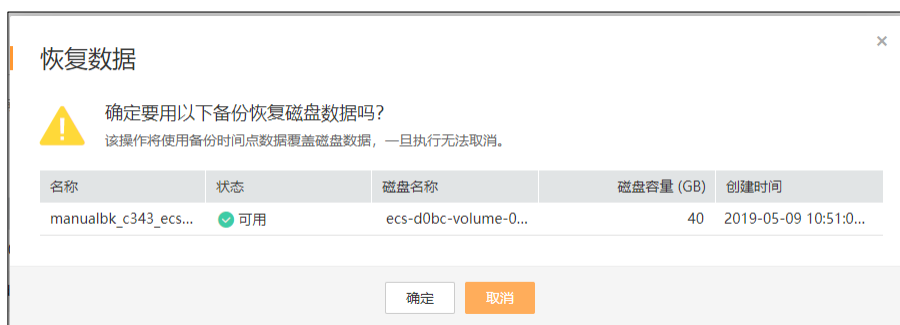 恢复数据
确定要用以下备份恢复磁盘数据吗?
该操作将使用备份时间点数据覆盖磁盘数据，一旦执行无法取消。
名称 状态 磁盘名称 磁盘容量 (GB) 创建时间
manualbk_c343_ecs... 可用 ecs-d0bc-volume-0... 40 2019-05-09 10:51:0...
确定 取消